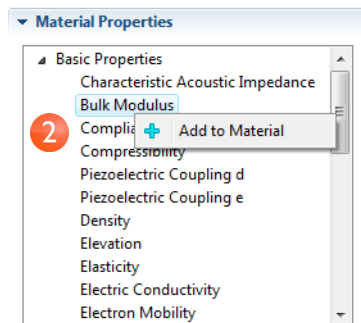 Material Properties
Basic Properties
Characteristic Acoustic Impedance
Bulk Modulus
2
Add to Material
Compressibility
Piezoelectric Coupling d
Piezoelectric Coupling e
Density
Elevation
Elasticity
Electric Conductivity
Electron Mobility